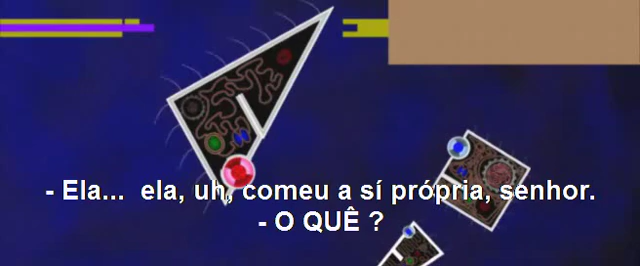 - Ela...  ela, uh, comeu a sí própria, senhor.
- O QUÊ ?